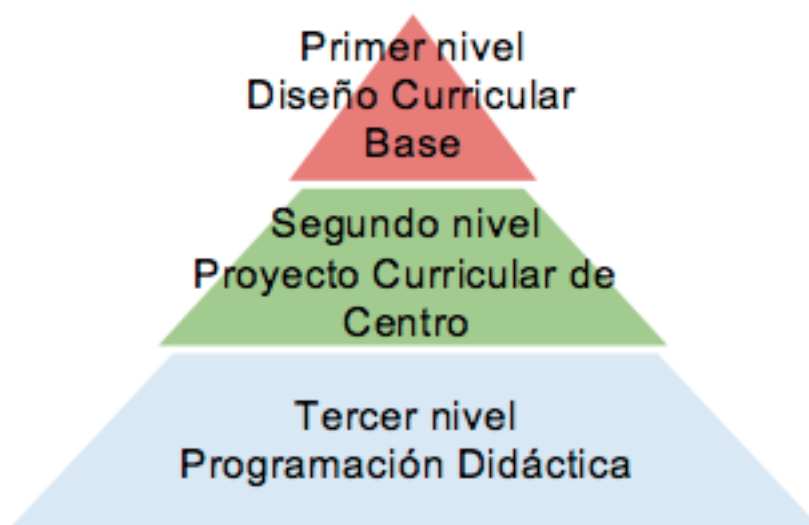 Primer nivel
Diseño Curricular
Base
Segundo nivel
Proyecto Curricular de
Centro
Tercer nivel
Programación Didáctica